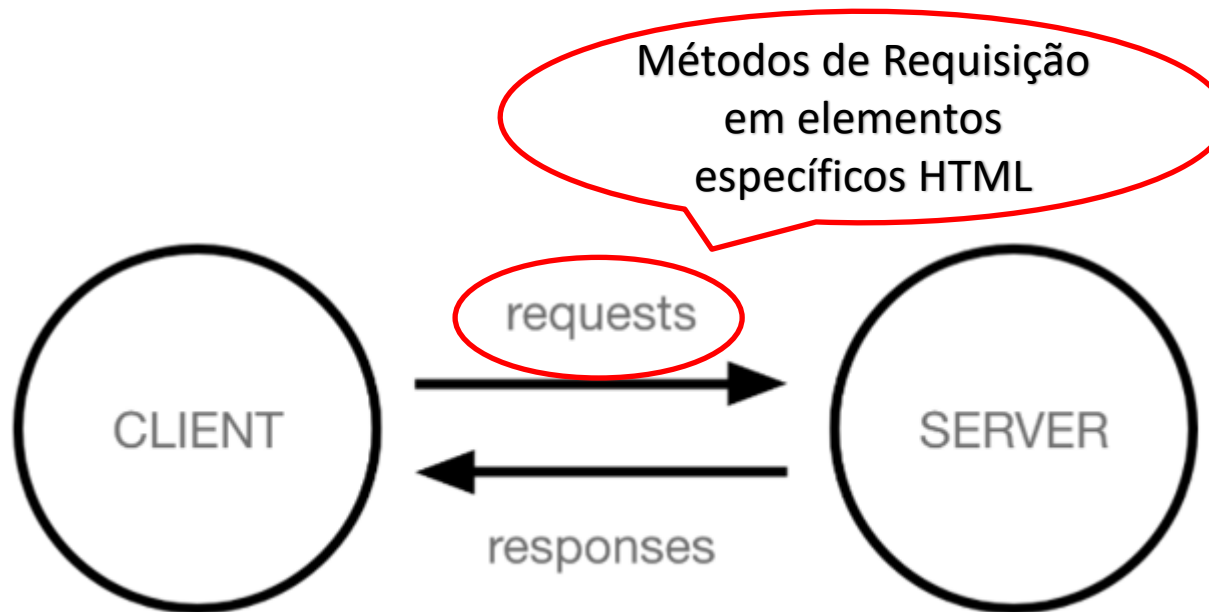 Métodos de Requisição
em elementos
específicos HTML
requests
CLIENT
SERVER
responses